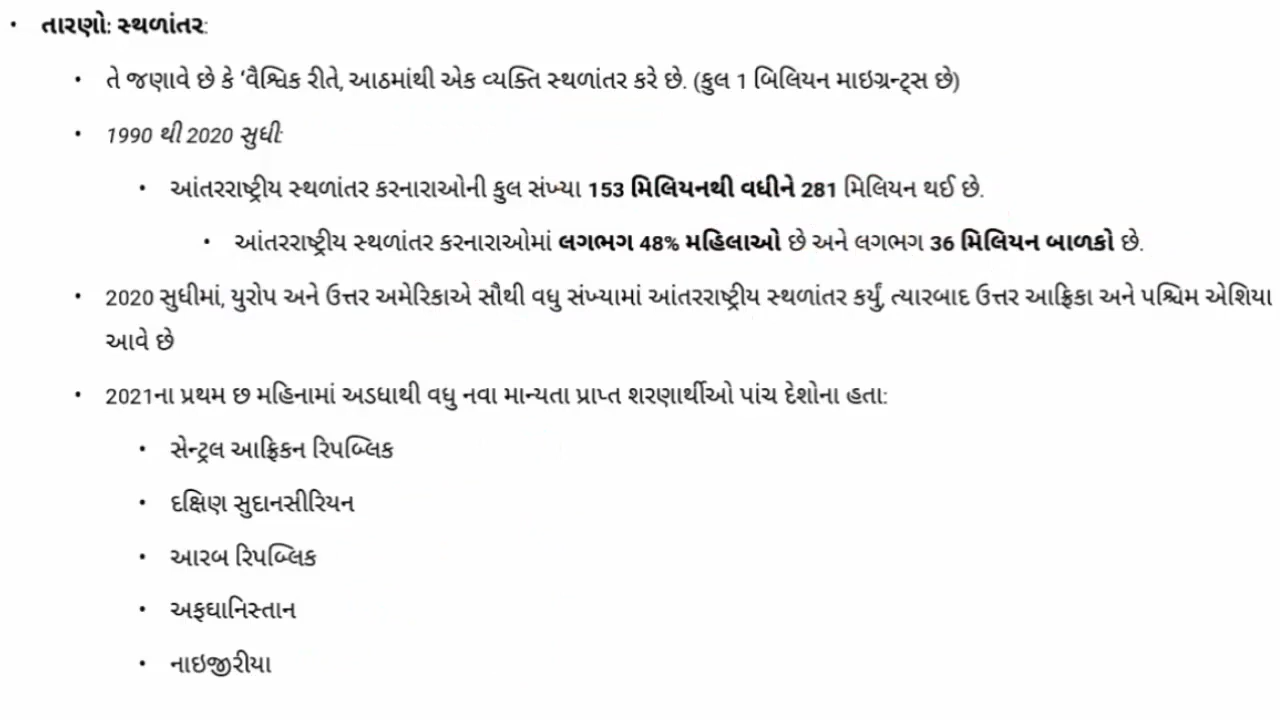 • તારણો: સ્થળાંતર:
• તે જણાવે છે કે ‘વૈશ્વિક રીતે, આઠમાંથી એક વ્યક્તિ સ્થળાંતર કરે છે. (કુલ 1 બિલિયન માઇગ્રન્ટ્સ છે)
• 1990 થી 2020 સુધી:
• આંતરરાષ્ટ્રીય સ્થળાંતર કરનારાઓની કુલ સંખ્યા 153 મિલિયનથી વધીને 281 મિલિયન થઈ છે.
• આંતરરાષ્ટ્રીય સ્થળાંતર કરનારાઓમાં લગભગ 48% મહિલાઓ છે અને લગભગ 36 મિલિયન બાળકો છે.
• 2020 સુધીમાં, યુરોપ અને ઉત્તર અમેરિકાએ સૌથી વધુ સંખ્યામાં આંતરરાષ્ટ્રીય સ્થળાંતર કર્યું, ત્યારબાદ ઉત્તર આફ્રિકા અને પશ્ચિમ એશિયા
આવે છે
• 2021ના પ્રથમ છ મહિનામાં અડધાથી વધુ નવા માન્યતા પ્રાપ્ત શરણાર્થીઓ પાંચ દેશોના હતા:
• સેન્ટ્રલ આફ્રિકન રિપબ્લિક
• દક્ષિણ સુદાનસીરિયન
• આરબ રિપબ્લિક
• અફઘાનિસ્તાન
• નાઇજીરીયા